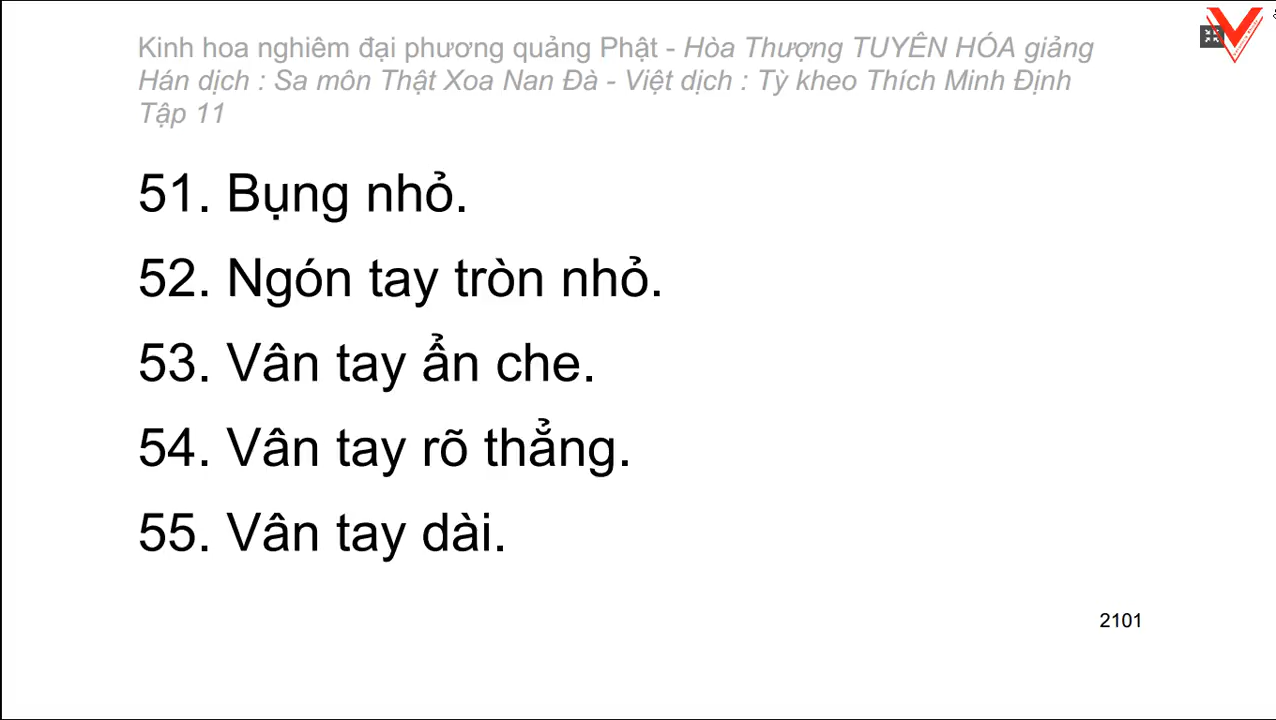 Kinh hoa nghiêm đại phương quảng Phật - Hòa Thượng TUYÊN HÓA giảng
Hán dịch : Sa môn Thật Xoa Nan Đà - Việt dịch : Tỳ kheo Thích Minh Định
Tập 11
51. Bụng nhỏ.
52. Ngón tay tròn nhỏ.
53. Vân tay ẩn che.
54. Vân tay rõ thẳng.
55. Vân tay dài.
2101